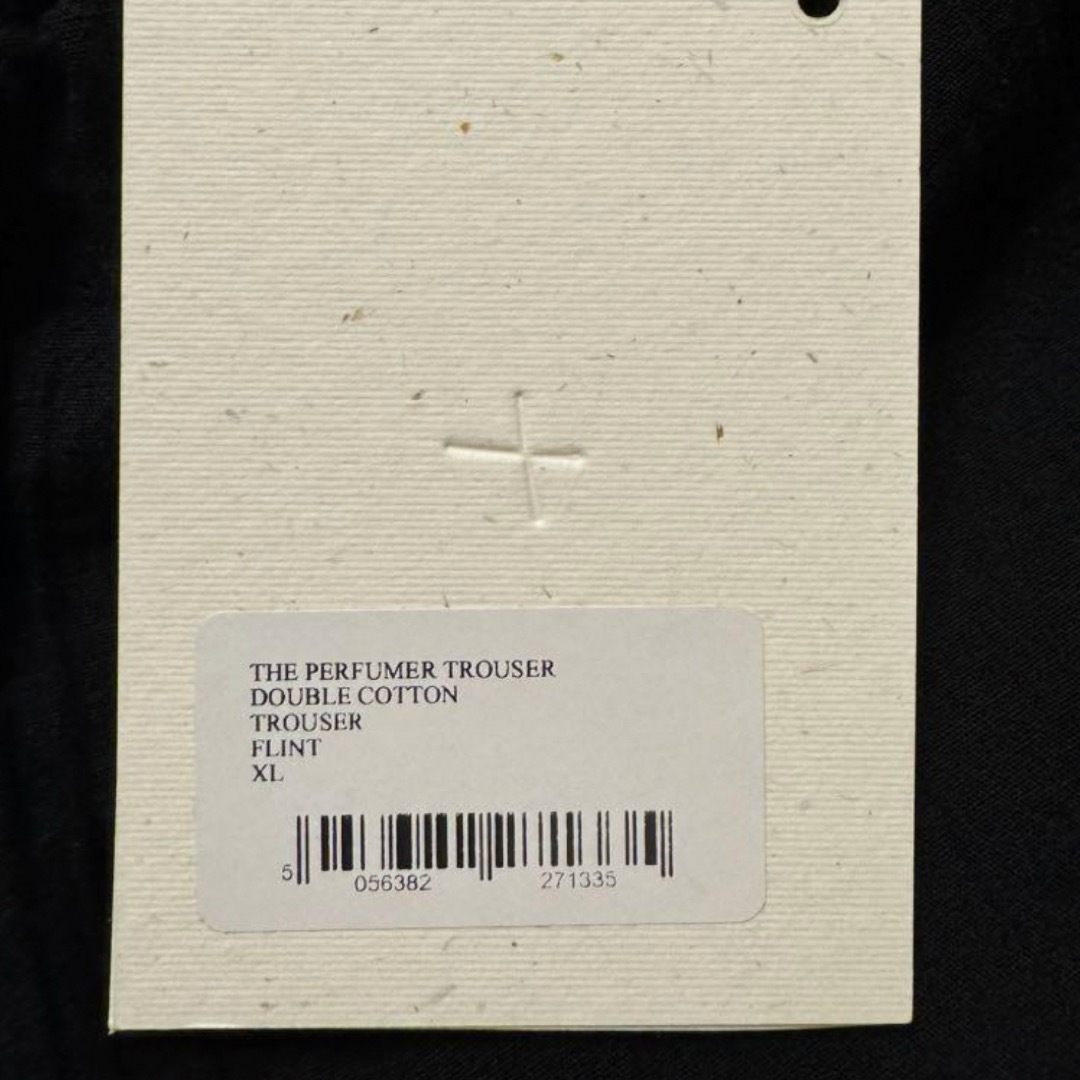 THE PERFUMER TROUSER
DOUBLE COTTON
TROUSER
FLINT
XL
5 056382 271335